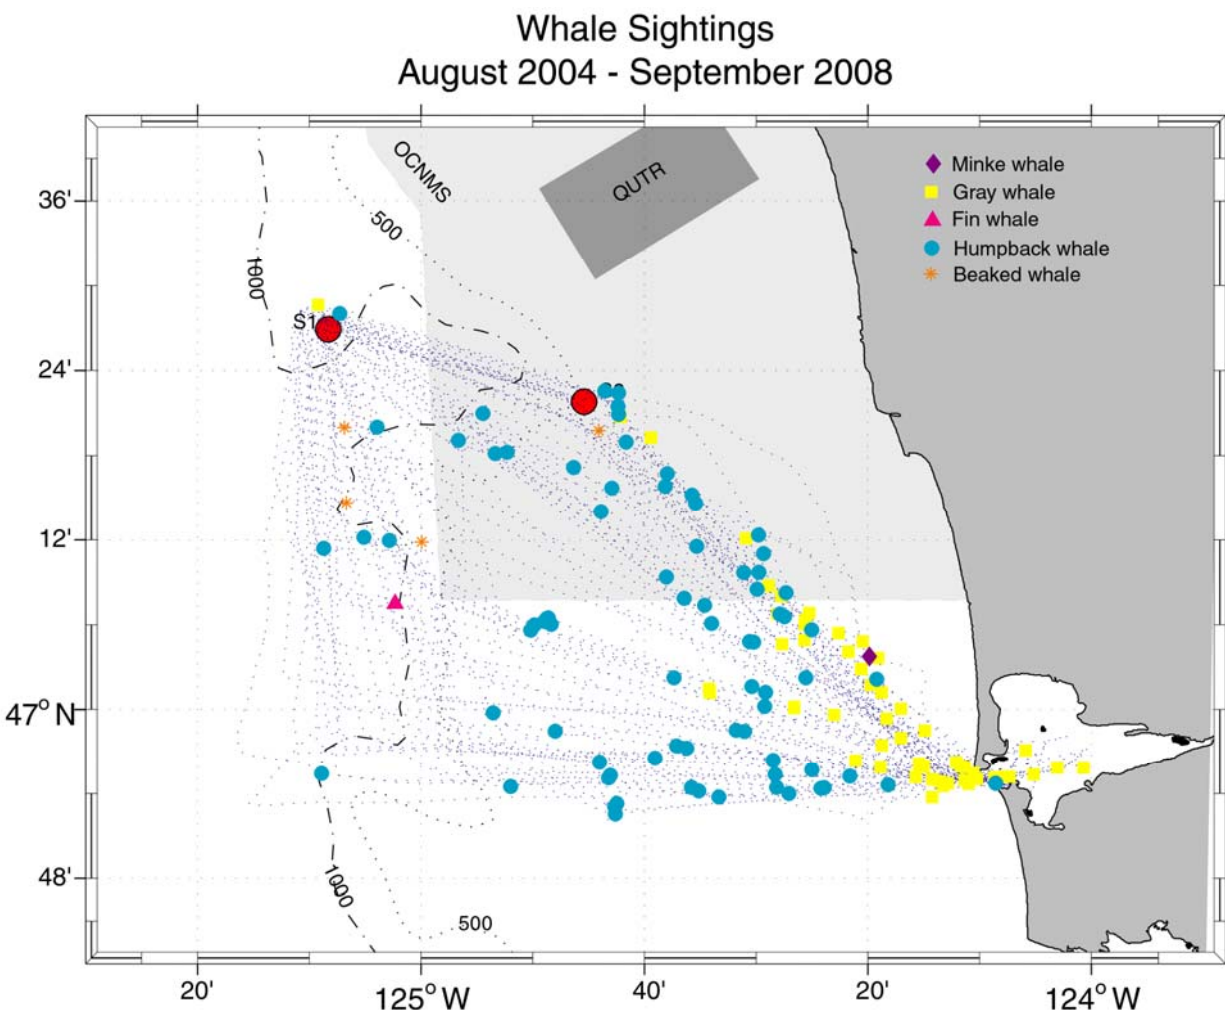 Whale Sightings
August 2004 - September 2008
OCNMS
QUTR
Minke whale
Gray whale
Fin whale
Humpback whale
Beaked whale
36'
500
1000
S1
24'
12'
47° N
48'
1000
500
20'
125° W
40'
20'
124° W